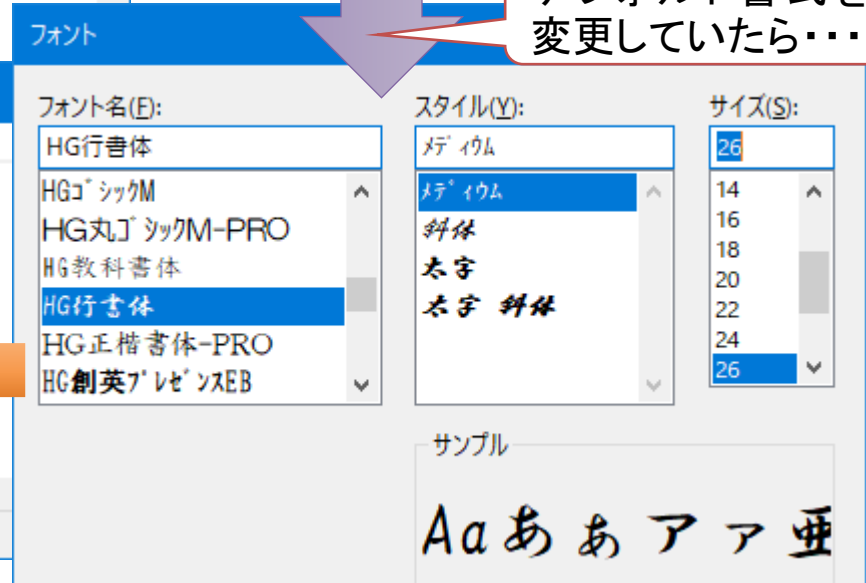 変更していたら・・・
フォント
フォント名(F):
スタイル(Y):
サイズ(S):
HG行書体
メディウム
26
HGゴシックM
HG丸ゴシックM-PRO
HG教科書体
HG行書体
HG正楷書体-PRO
HG創英プレゼンスEB
メディウム
斜体
太字
太字 斜体
14
16
18
20
22
24
26
サンプル
Aaあぁアァ亜